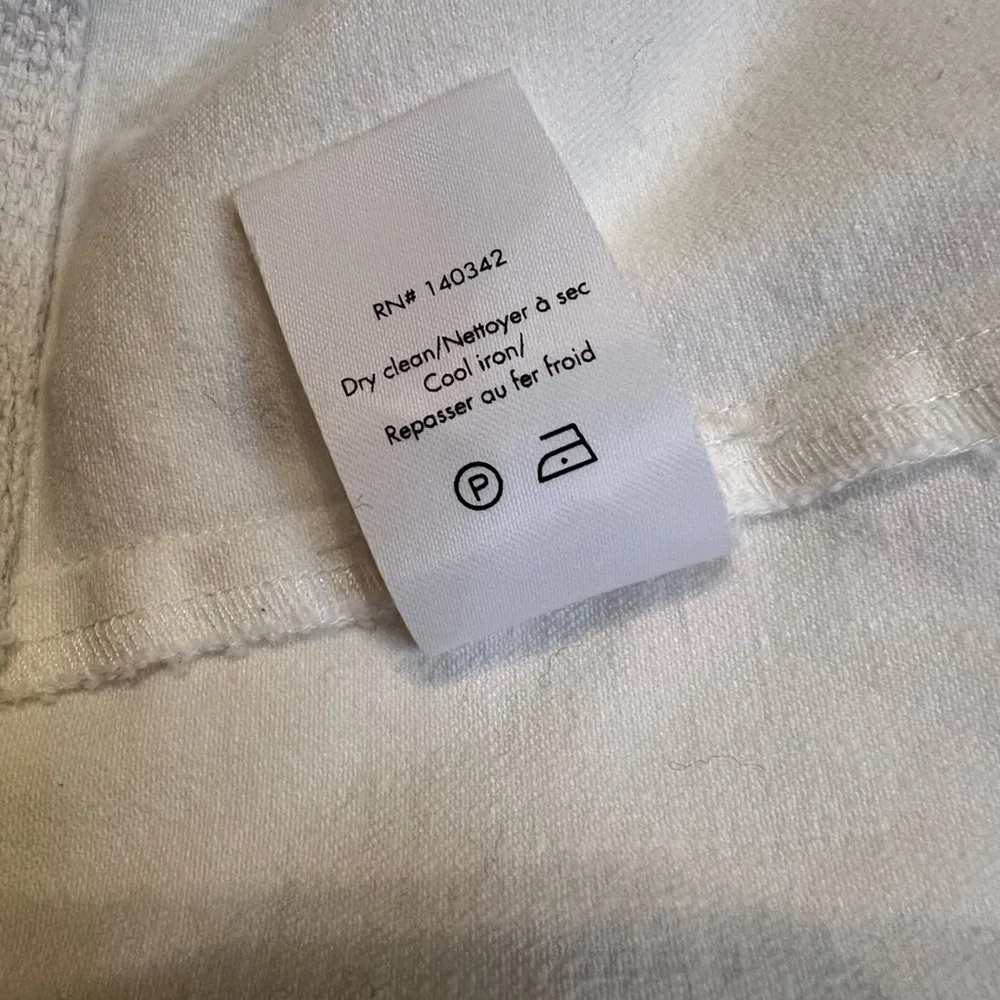 RN# 140342
Dry clean/Nettoyer à sec
Cool iron/
Repasser au fer froid
P